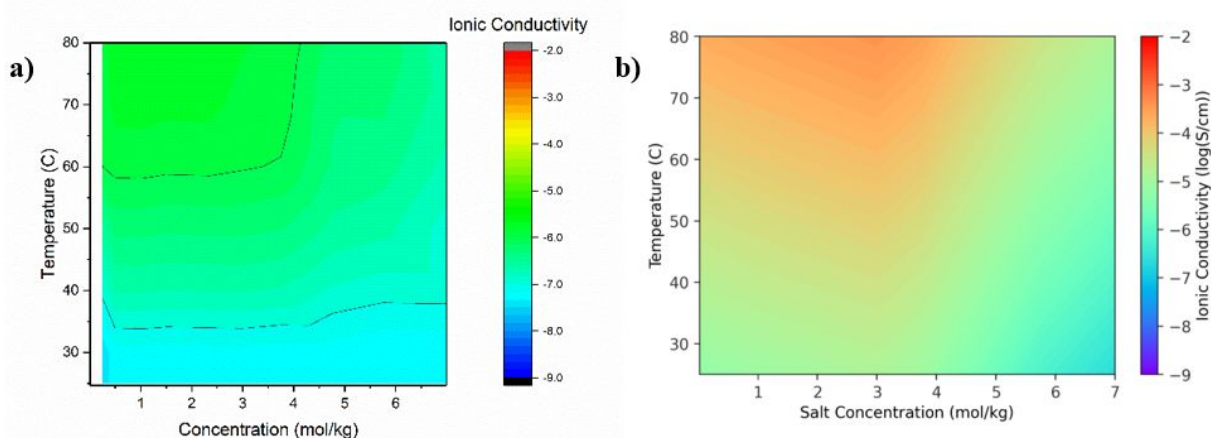 a)
Ionic Conductivity
80
70
60
50
40
30
Temperature (C)
1 2 3 4 5 6
Concentration (mol/kg)
-2.0
-3.0
-4.0
-5.0
-6.0
-7.0
-8.0
-9.0
b)
80
70
60
50
40
30
Temperature (C)
1 2 3 4 5 6 7
Salt Concentration (mol/kg)
−2
−3
−4
−5
−6
−7
−8
−9
Ionic Conductivity (log(S/cm))